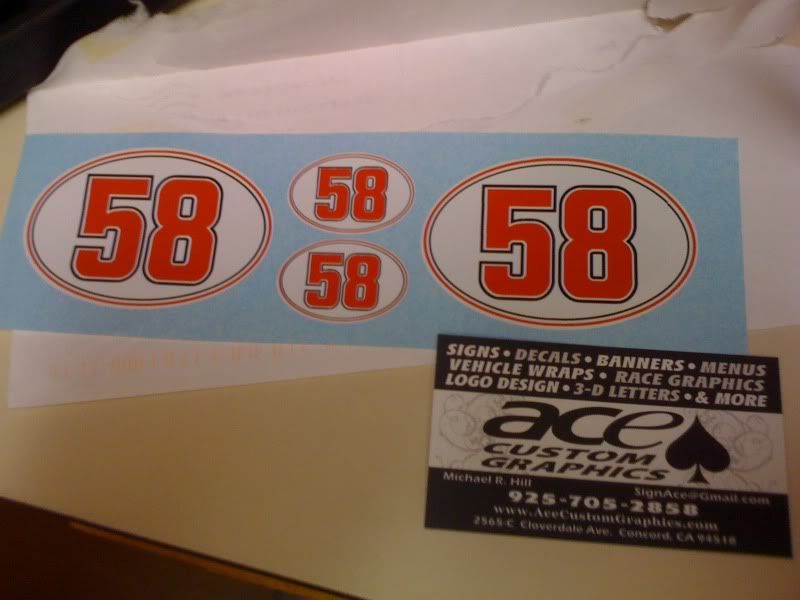 58
58
58
58
SIGNS • DECALS • BANNERS • MENUS
VEHICLE WRAPS • RACE GRAPHICS
LOGO DESIGN • 3-D LETTERS • & MORE
ace
CUSTOM
GRAPHICS
Michael R. Hill
SignAce@Gmail.com
925-705-2858
www.AceCustomGraphics.com
2565-C Cloverdale Ave. Concord, CA 94518